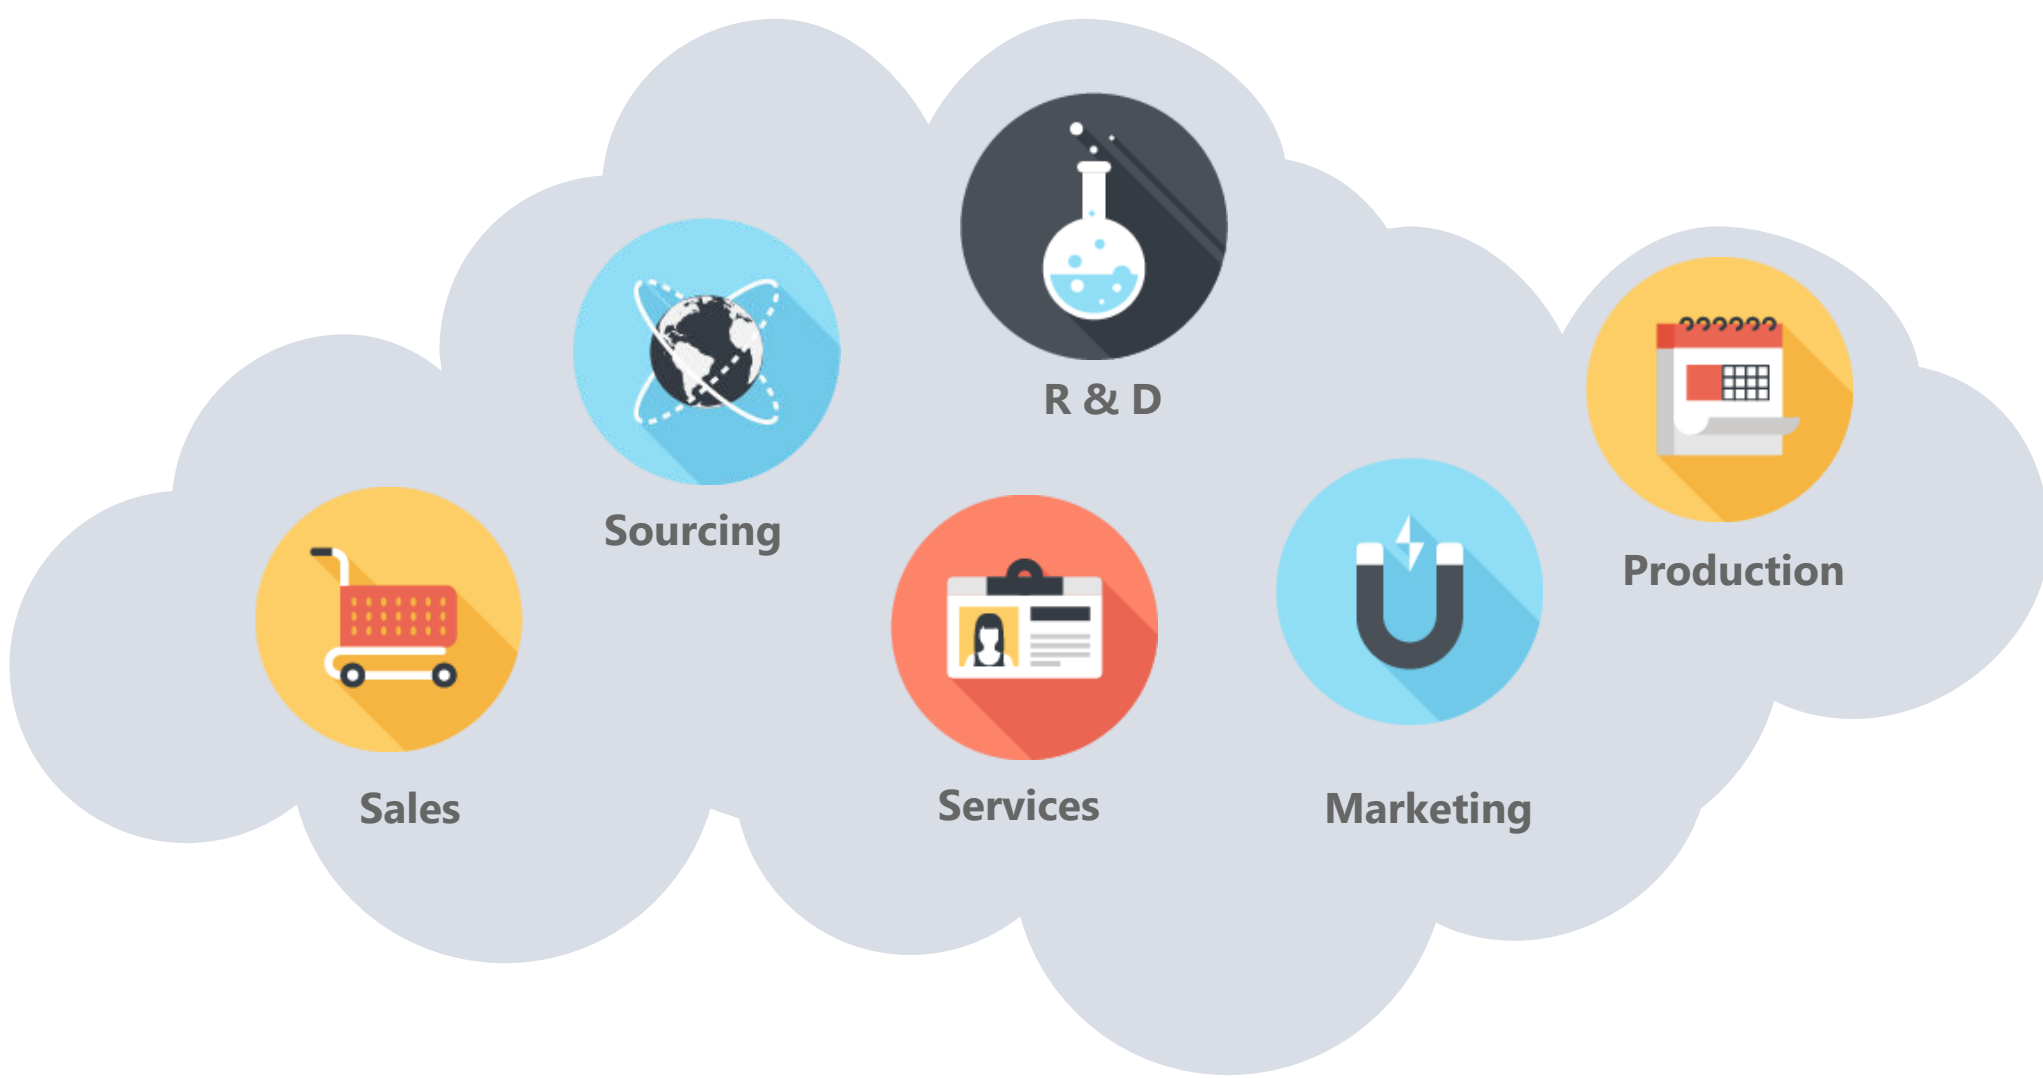 R & D
Sourcing
Production
Sales
Services
Marketing